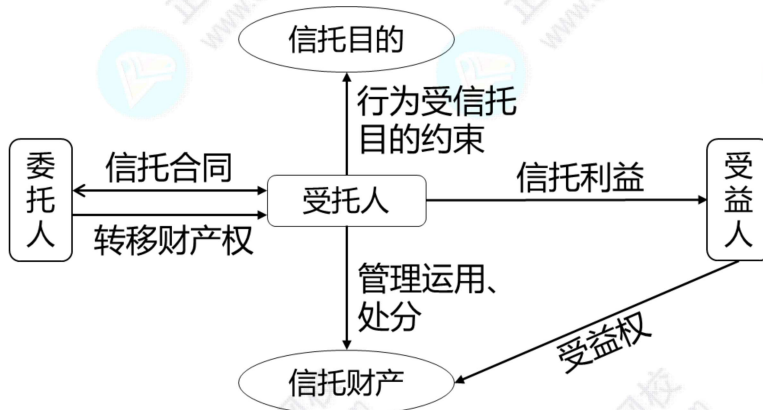 信托目的
行为受信托
目的约束
委托人
信托合同
受托人
信托利益
受益人
转移财产权
管理运用、
处分
受益权
信托财产